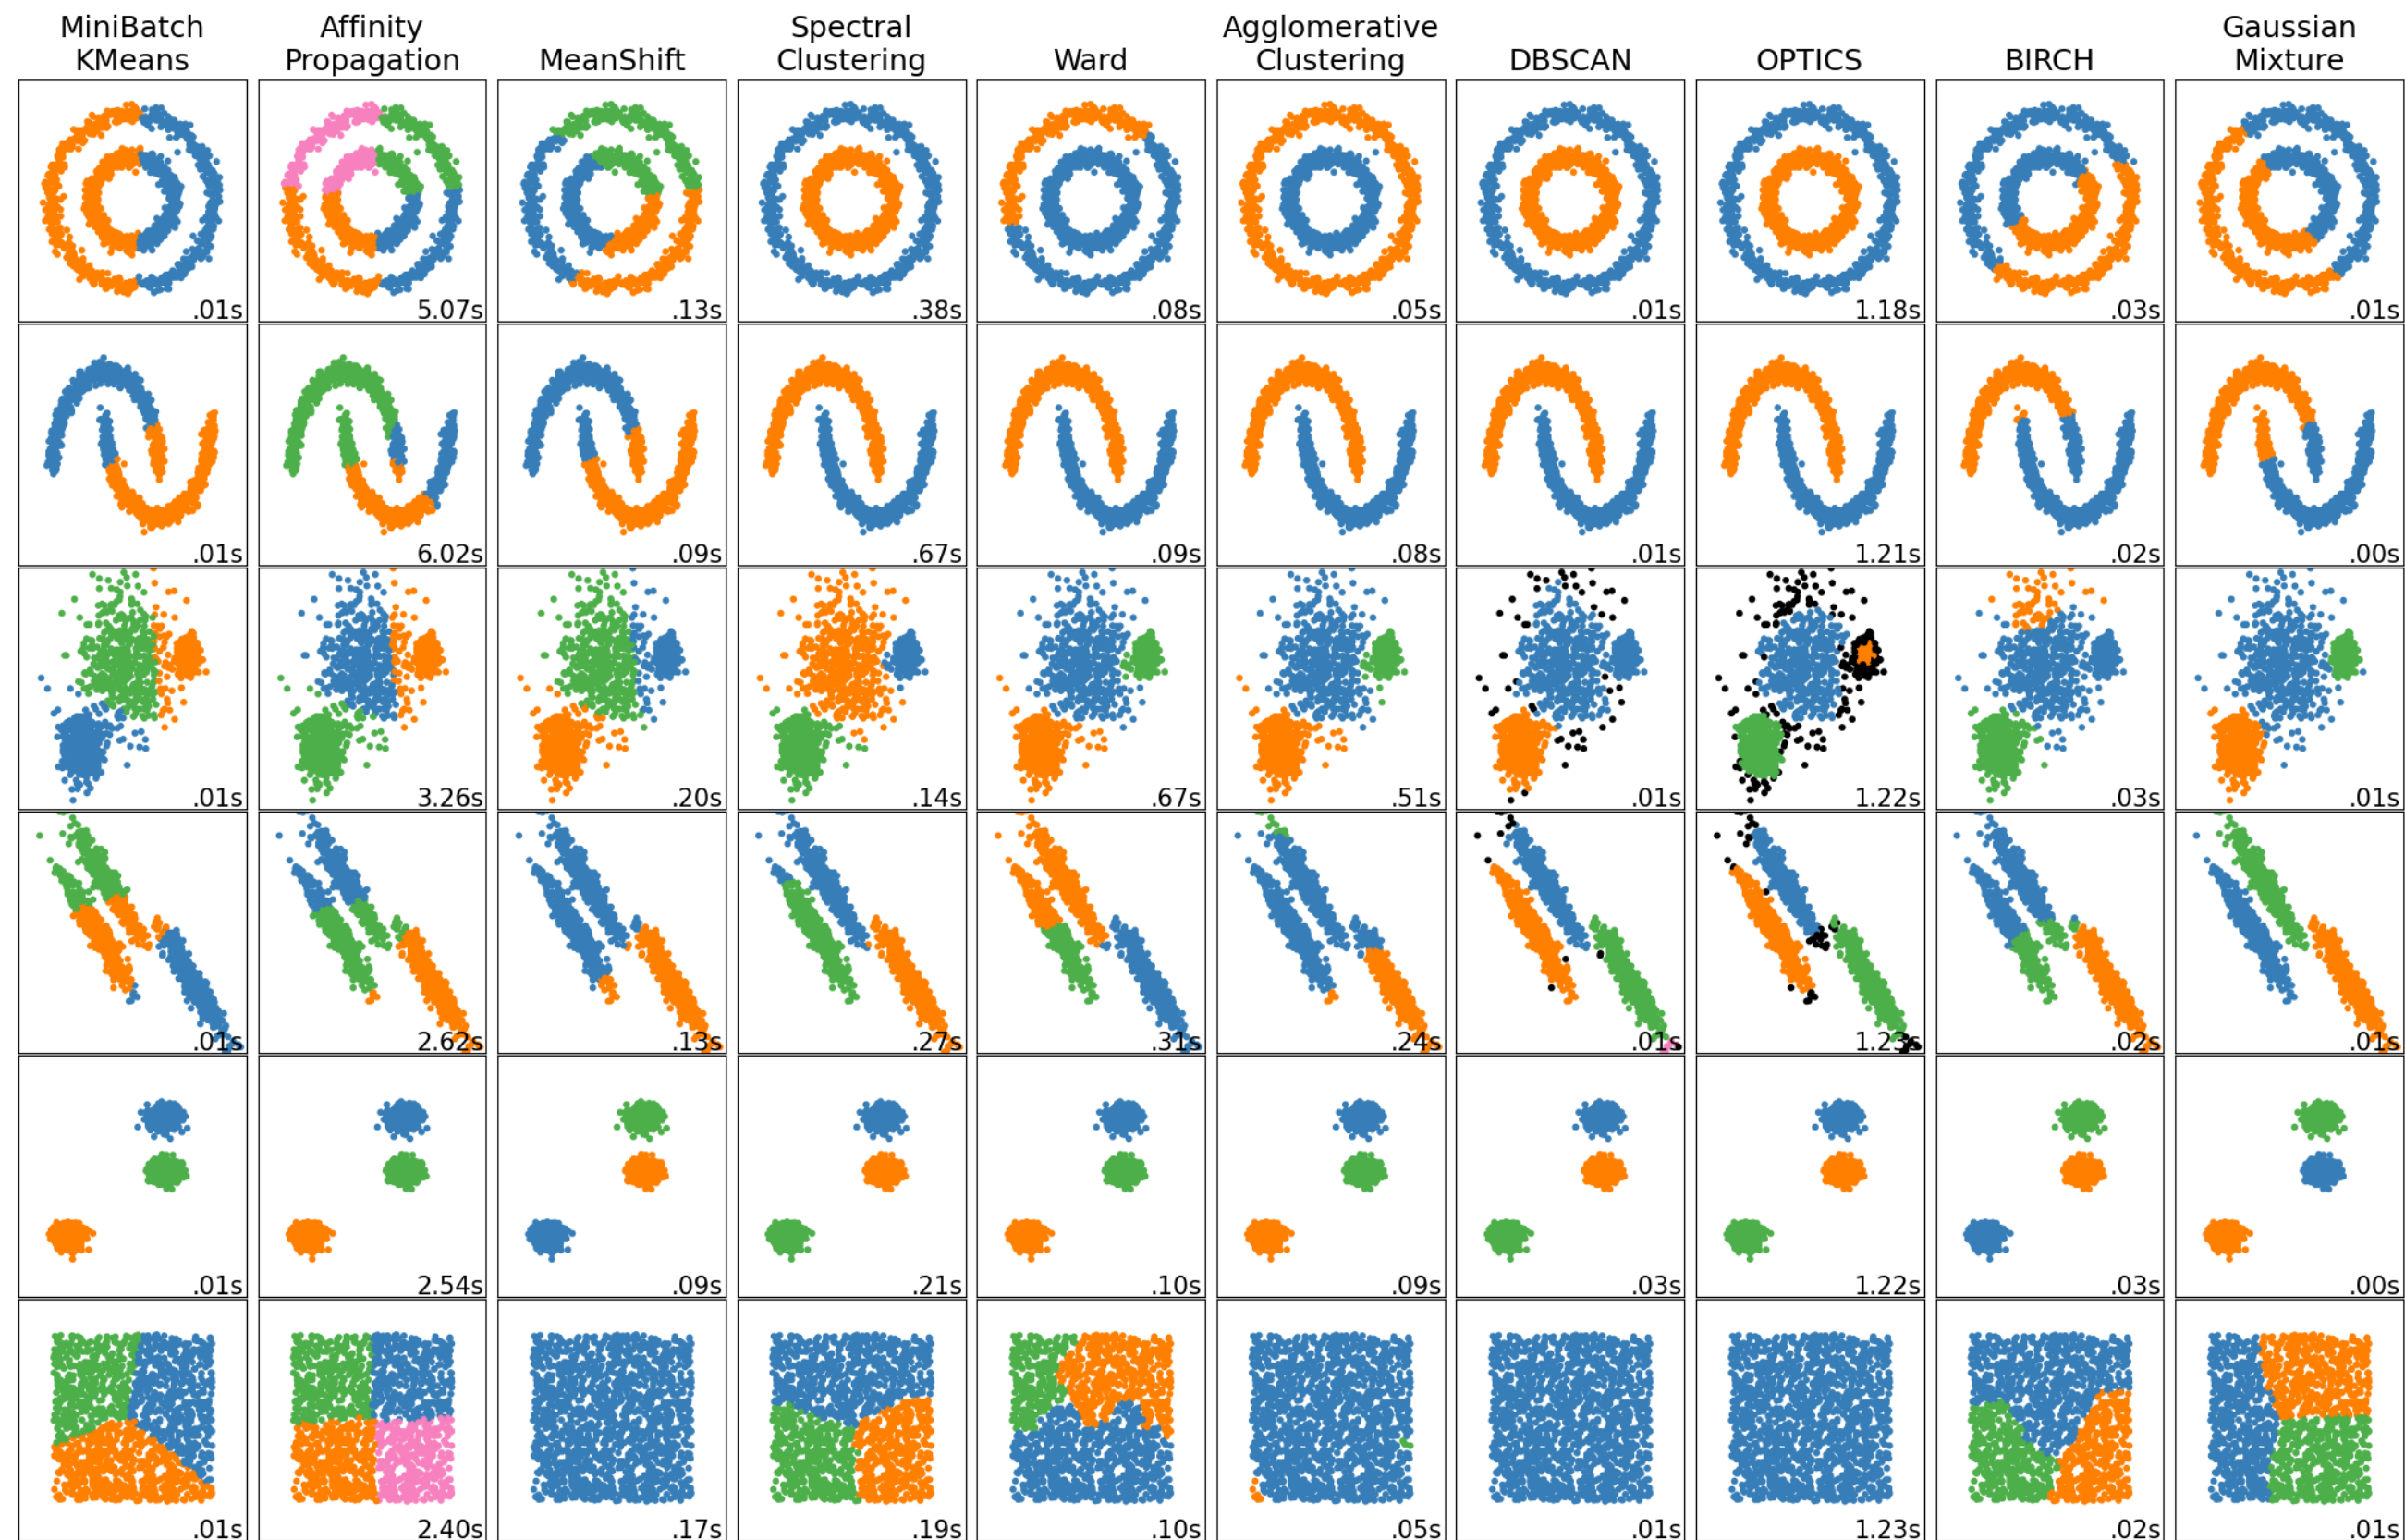 MiniBatch
KMeans
Affinity
Propagation
MeanShift
Spectral
Clustering
Ward
Agglomerative
Clustering
DBSCAN
OPTICS
BIRCH
Gaussian
Mixture
.01s
5.07s
.13s
.38s
.08s
.05s
.01s
1.18s
.03s
.01s
.01s
6.02s
.09s
.67s
.09s
.08s
.01s
1.21s
.02s
.00s
.01s
3.26s
.20s
.14s
.67s
.51s
.01s
1.22s
.03s
.01s
.01s
2.62s
.13s
.27s
.31s
.24s
.01s
1.23s
.02s
.01s
.01s
2.54s
.09s
.21s
.10s
.09s
.03s
1.22s
.03s
.00s
.01s
2.40s
.17s
.19s
.10s
.05s
.01s
1.23s
.02s
.01s